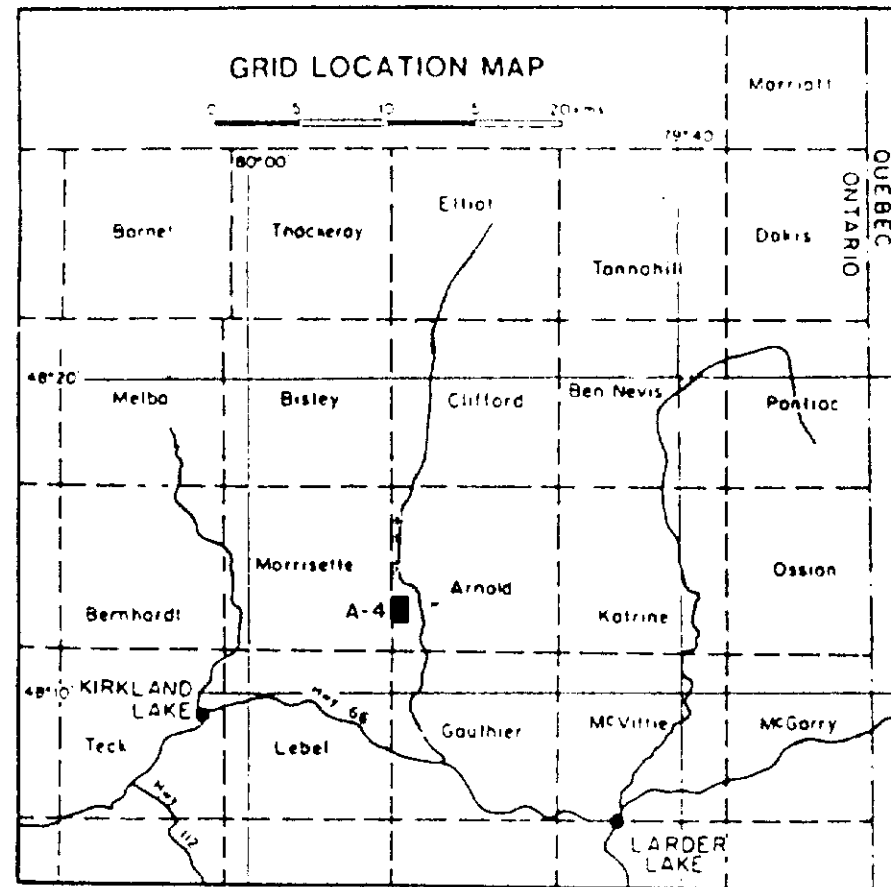 GRID LOCATION MAP
0 5 10 5 20 kms
Marriott
79°40
80°00
QUEBEC
ONTARIO
Elliot
Barnet
Thackeray
Dokis
Tannahill
48°20
Melba
Bisley
Clifford
Ben Nevis
Pontiac
Morrisette
Ossian
Arnold
A-4
Bernhardt
Katrine
48°10
KIRKLAND
LAKE
Hwy 66
Gauthier
McVittie
McGarry
Teck
Lebel
Hwy 112
LARDER
LAKE